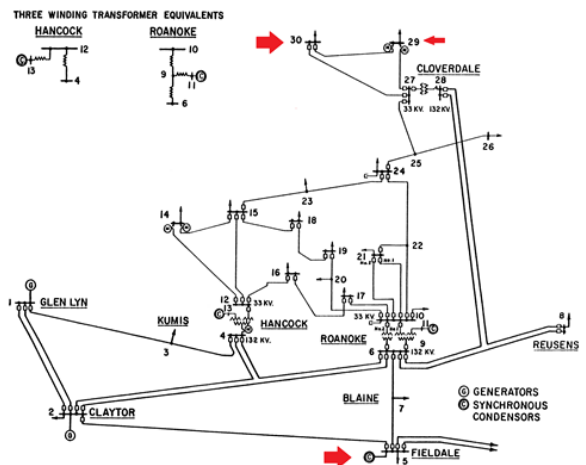 THREE WINDING TRANSFORMER EQUIVALENTS
HANCOCK
ROANOKE
12
C
13
4
10
9
C
11
6
30
29
CLOVERDALE
27
28
33 KV.
132 KV.
26
25
24
23
14
15
18
22
19
21
20
16
17
12
33 KV.
13
C
HANCOCK
33 KV.
10
ROANOKE
11
C
G
1
GLEN LYN
KUMIS
3
4
132 KV.
6
9
132 KV.
8
REUSENS
BLAINE
7
G GENERATORS
C SYNCHRONOUS
CONDENSORS
2
CLAYTOR
G
C
5
FIELDALE